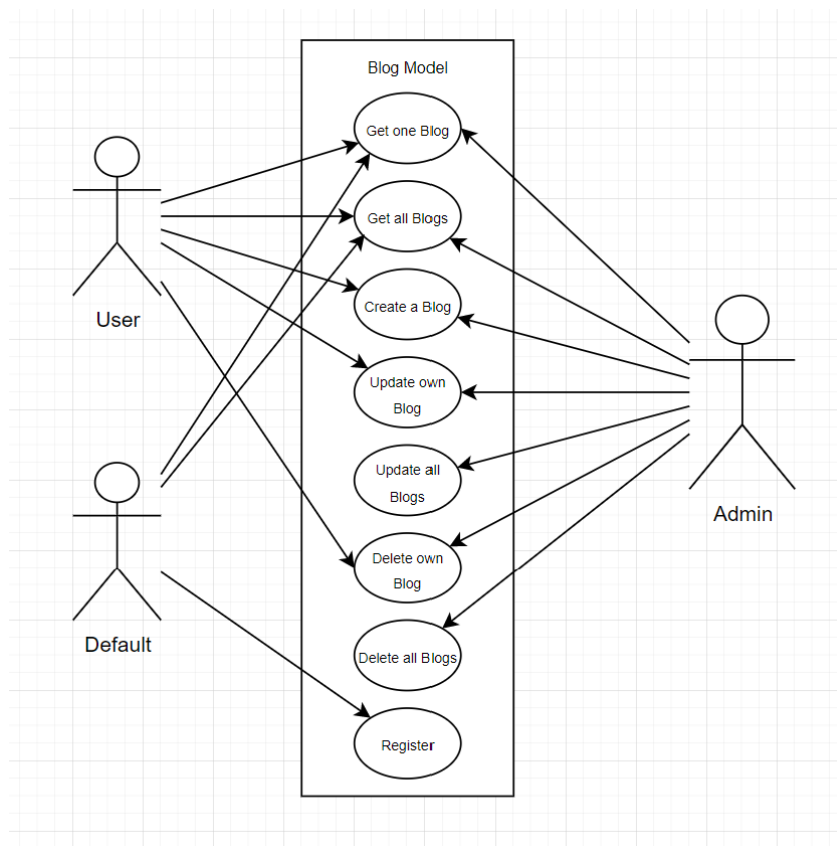 Blog Model
Get one Blog
Get all Blogs
Create a Blog
Update own
Blog
Update all
Blogs
Delete own
Blog
Delete all Blogs
Register
User
Default
Admin